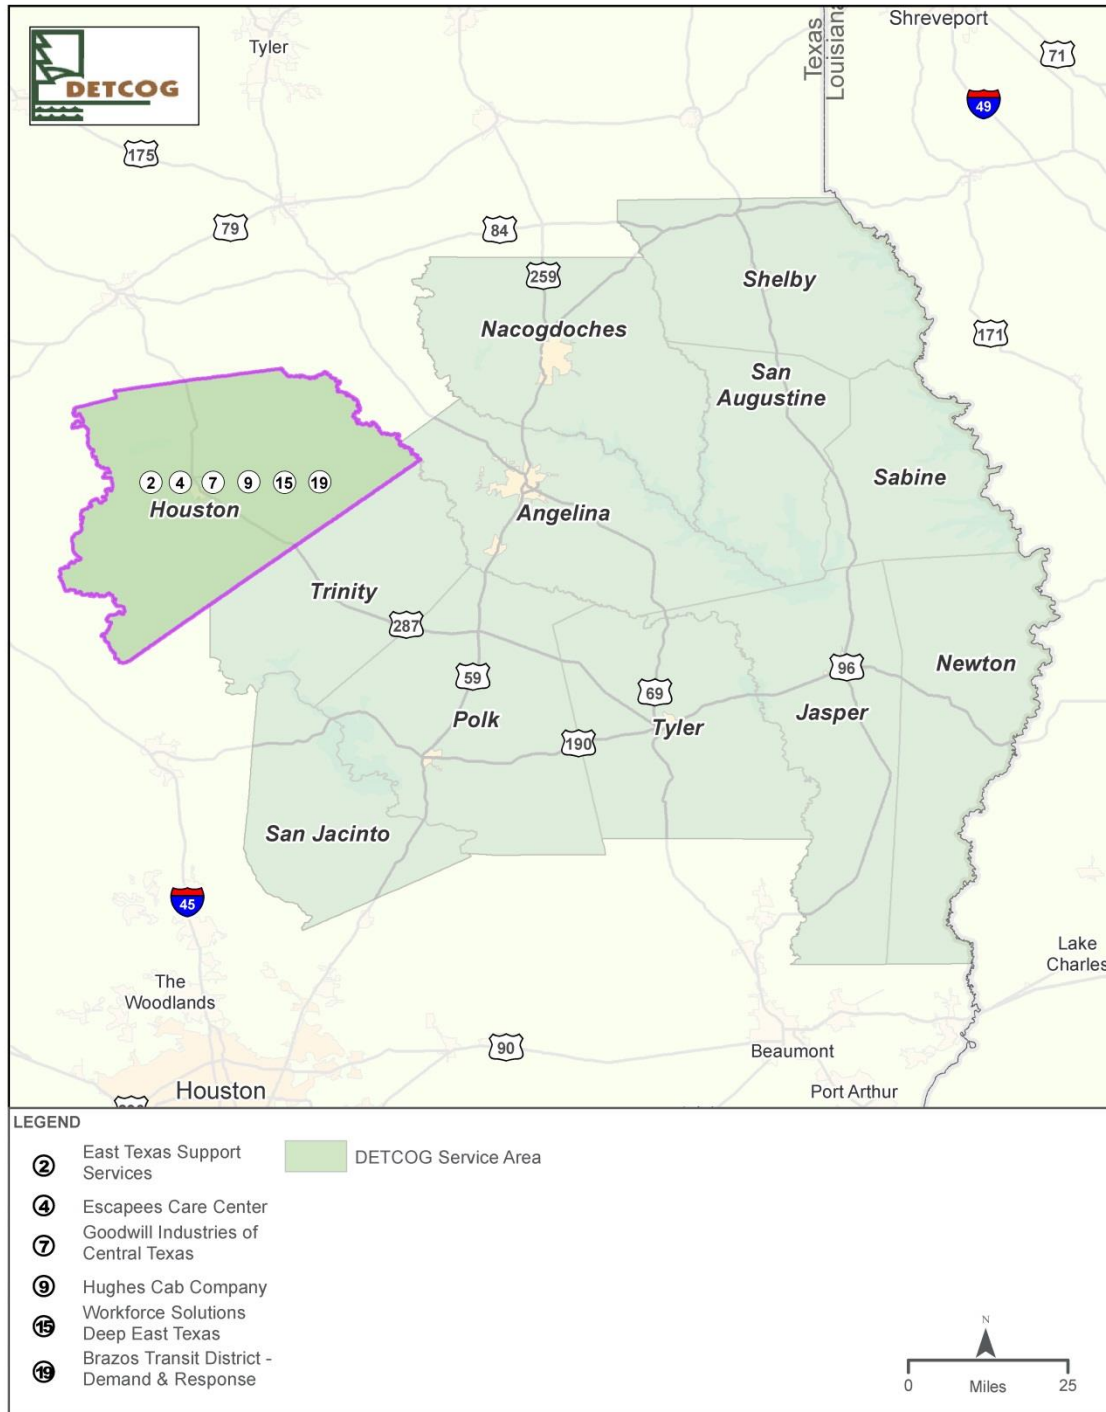 DETCOG
Tyler
Texas
Louisiana
Shreveport
71
49
175
79
84
259
Shelby
Nacogdoches
171
San
Augustine
Sabine
2 4 7 9 15 19
Houston
Angelina
Trinity
287
59
96
Newton
69
Polk
Tyler
Jasper
190
San Jacinto
45
The
Woodlands
Lake
Charles
90
Beaumont
Houston
Port Arthur
LEGEND
2 East Texas Support
Services
DETCOG Service Area
4 Escapees Care Center
7 Goodwill Industries of
Central Texas
9 Hughes Cab Company
15 Workforce Solutions
Deep East Texas
19 Brazos Transit District -
Demand & Response
N
0 Miles 25